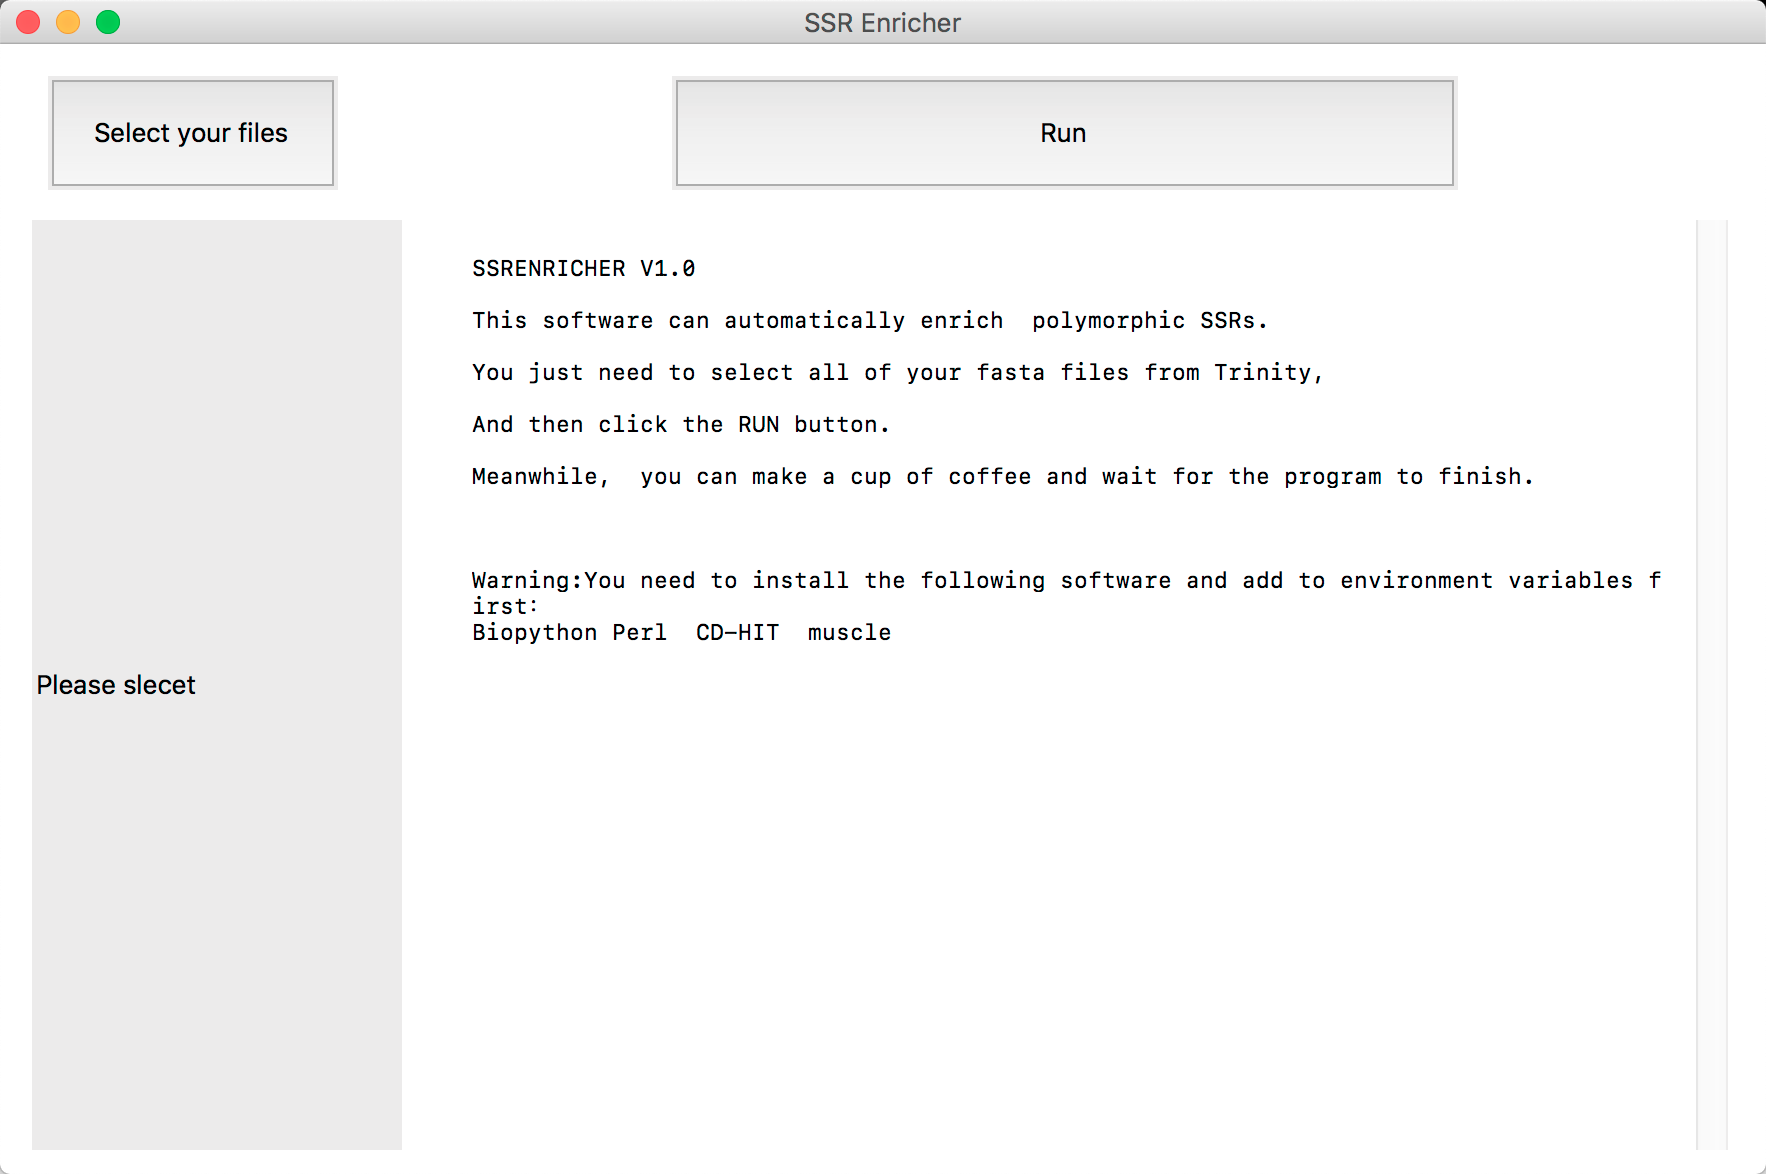 SSR Enricher
Select your files
Run
SSRENRICHER V1.0
This software can automatically enrich  polymorphic SSRs.
You just need to select all of your fasta files from Trinity,
And then click the RUN button.
Meanwhile,  you can make a cup of coffee and wait for the program to finish.
Warning:You need to install the following software and add to environment variables f
irst:
Biopython Perl  CD-HIT  muscle
Please slecet